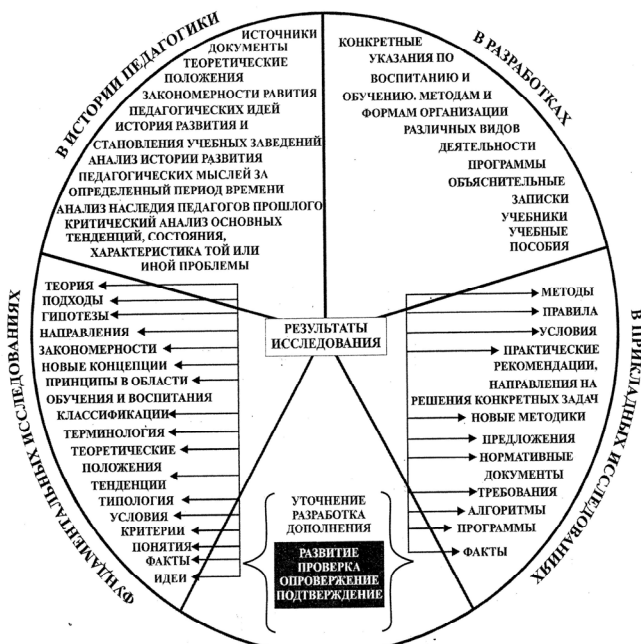 В ИСТОРИИ ПЕДАГОГИКИ
ИСТОЧНИКИ
ДОКУМЕНТЫ
ТЕОРЕТИЧЕСКИЕ
ПОЛОЖЕНИЯ
ЗАКОНОМЕРНОСТИ РАВИТИЯ
ПЕДАГОГИЧЕСКИХ ИДЕЙ
ИСТОРИЯ РАЗВИТИЯ И
СТАНОВЛЕНИЯ УЧЕБНЫХ ЗАВЕДЕНИЙ
АНАЛИЗ ИСТОРИИ РАЗВИТИЯ
ПЕДАГОГИЧЕСКИХ МЫСЛЕЙ ЗА
ОПРЕДЕЛЕННЫЙ ПЕРИОД ВРЕМЕНИ
АНАЛИЗ НАСЛЕДИЯ ПЕДАГОГОВ ПРОШЛОГО
КРИТИЧЕСКИЙ АНАЛИЗ ОСНОВНЫХ
ТЕНДЕНЦИЙ, СОСТОЯНИЯ,
ХАРАКТЕРИСТИКА ТОЙ ИЛИ
ИНОЙ ПРОБЛЕМЫ
В РАЗРАБОТКАХ
КОНКРЕТНЫЕ
УКАЗАНИЯ ПО
ВОСПИТАНИЮ И
ОБУЧЕНИЮ, МЕТОДАМ И
ФОРМАМ ОРГАНИЗАЦИИ
РАЗЛИЧНЫХ ВИДОВ
ДЕЯТЕЛЬНОСТИ
ПРОГРАММЫ
ОБЪЯСНИТЕЛЬНЫЕ
ЗАПИСКИ
УЧЕБНИКИ
УЧЕБНЫЕ
ПОСОБИЯ
РЕЗУЛЬТАТЫ
ИССЛЕДОВАНИЯ
ФУНДАМЕНТАЛЬНЫХ ИССЛЕДОВАНИЯХ
ТЕОРИЯ
ПОДХОДЫ
ГИПОТЕЗЫ
НАПРАВЛЕНИЯ
ЗАКОНОМЕРНОСТИ
НОВЫЕ КОНЦЕПЦИИ
ПРИНЦИПЫ В ОБЛАСТИ
ОБУЧЕНИЯ И ВОСПИТАНИЯ
КЛАССИФИКАЦИИ
ТЕРМИНОЛОГИЯ
ТЕОРЕТИЧЕСКИЕ
ПОЛОЖЕНИЯ
ТЕНДЕНЦИИ
ТИПОЛОГИЯ
УСЛОВИЯ
КРИТЕРИИ
ПОНЯТИЯ
ФАКТЫ
ИДЕИ
В ПРИКЛАДНЫХ ИССЛЕДОВАНИЯХ
МЕТОДЫ
ПРАВИЛА
УСЛОВИЯ
ПРАКТИЧЕСКИЕ
РЕКОМЕНДАЦИИ,
НАПРАВЛЕНИЯ НА
РЕШЕНИЯ КОНКРЕТНЫХ ЗАДАЧ
НОВЫЕ МЕТОДИКИ
ПРЕДЛОЖЕНИЯ
НОРМАТИВНЫЕ
ДОКУМЕНТЫ
ТРЕБОВАНИЯ
АЛГОРИТМЫ
ПРОГРАММЫ
ФАКТЫ
УТОЧНЕНИЕ
РАЗРАБОТКА
ДОПОЛНЕНИЯ
РАЗВИТИЕ
ПРОВЕРКА
ОПРОВЕРЖЕНИЕ
ПОДТВЕРЖДЕНИЕ